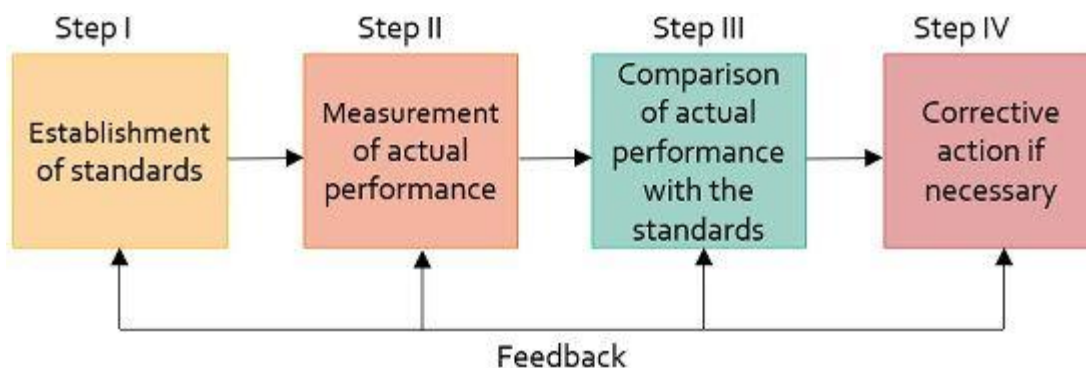 Step I
Step II
Step III
Step IV
Establishment
of standards
Measurement
of actual
performance
Comparison
of actual
performance
with the
standards
Corrective
action if
necessary
Feedback